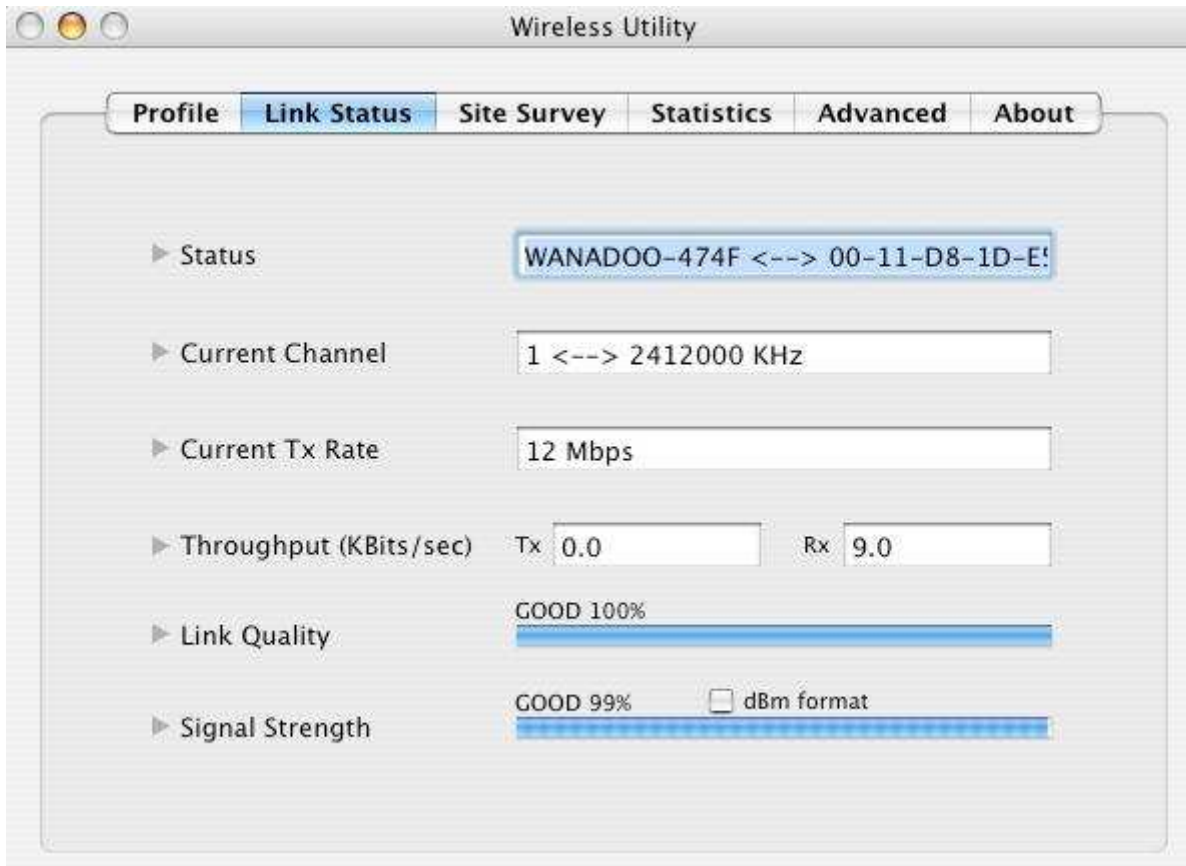 Wireless Utility
Profile Link Status Site Survey Statistics Advanced About
Status WANADOO-474F <--> 00-11-D8-1D-E
Current Channel 1 <--> 2412000 KHz
Current Tx Rate 12 Mbps
Throughput (KBits/sec) Tx 0.0 Rx 9.0
GOOD 100%
Link Quality
GOOD 99% dBm format
Signal Strength